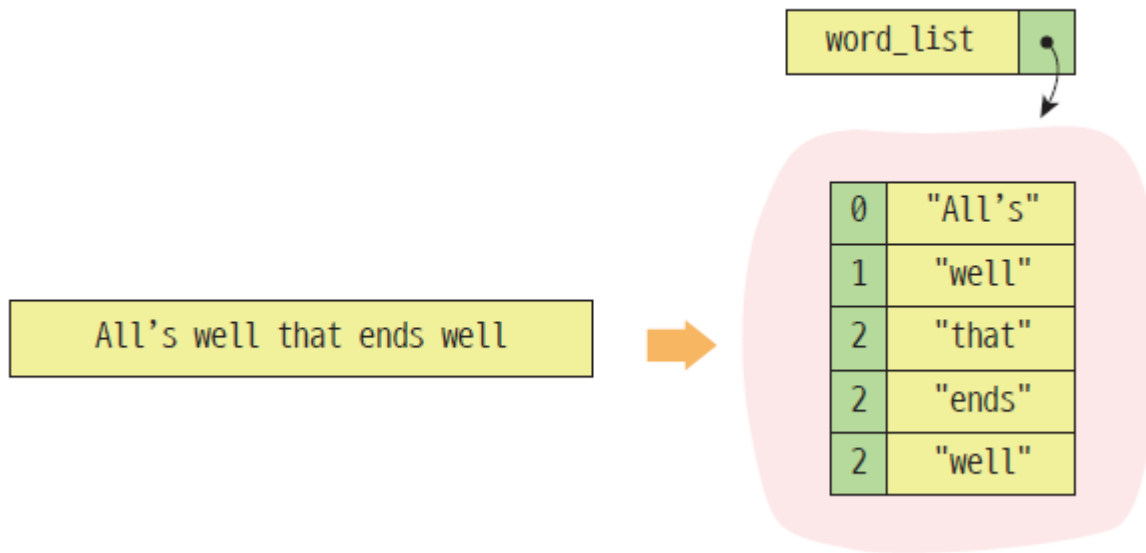 word_list
All’s well that ends well
0 "All’s"
1 "well"
2 "that"
2 "ends"
2 "well"